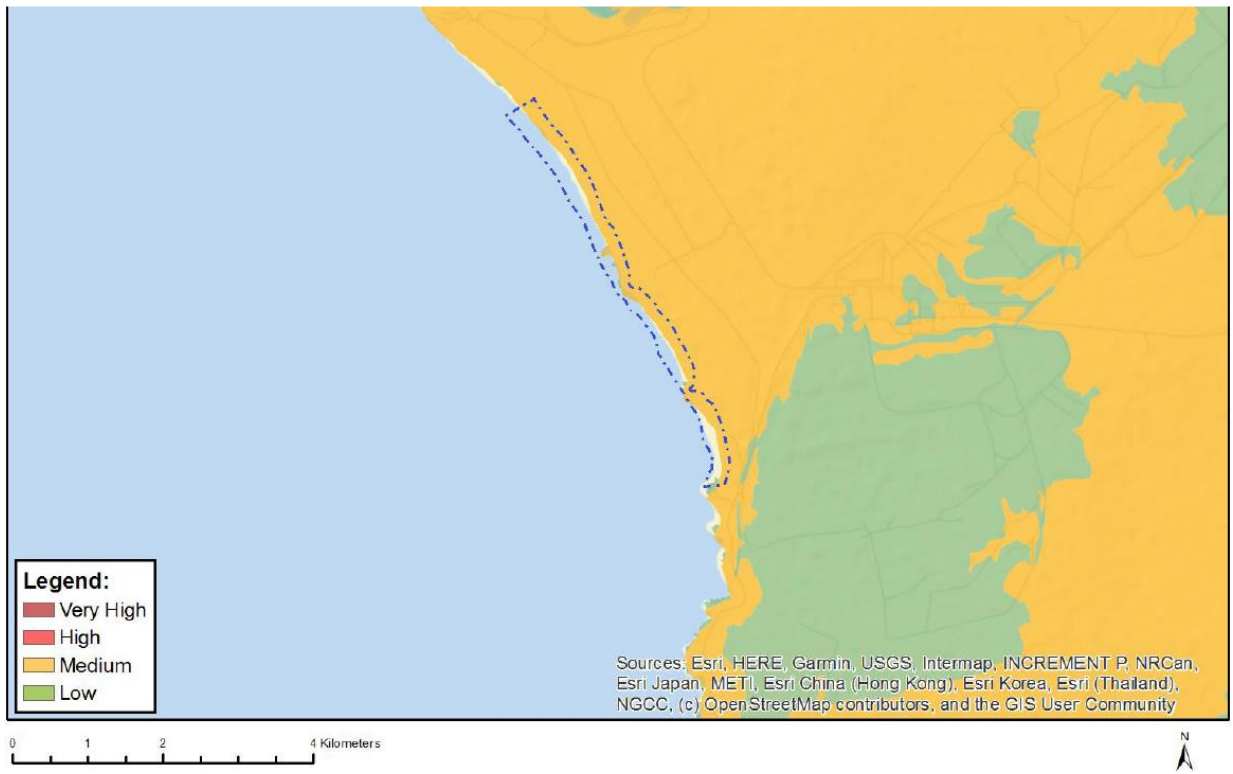 Legend:
Very High
High
Medium
Low
Sources: Esri, HERE, Garmin, USGS, Intermap, INCREMENT P, NRCan,
Esri Japan, METI, Esri China (Hong Kong), Esri Korea, Esri (Thailand),
NGCC, (c) OpenStreetMap contributors, and the GIS User Community
0 1 2 4 Kilometers
N